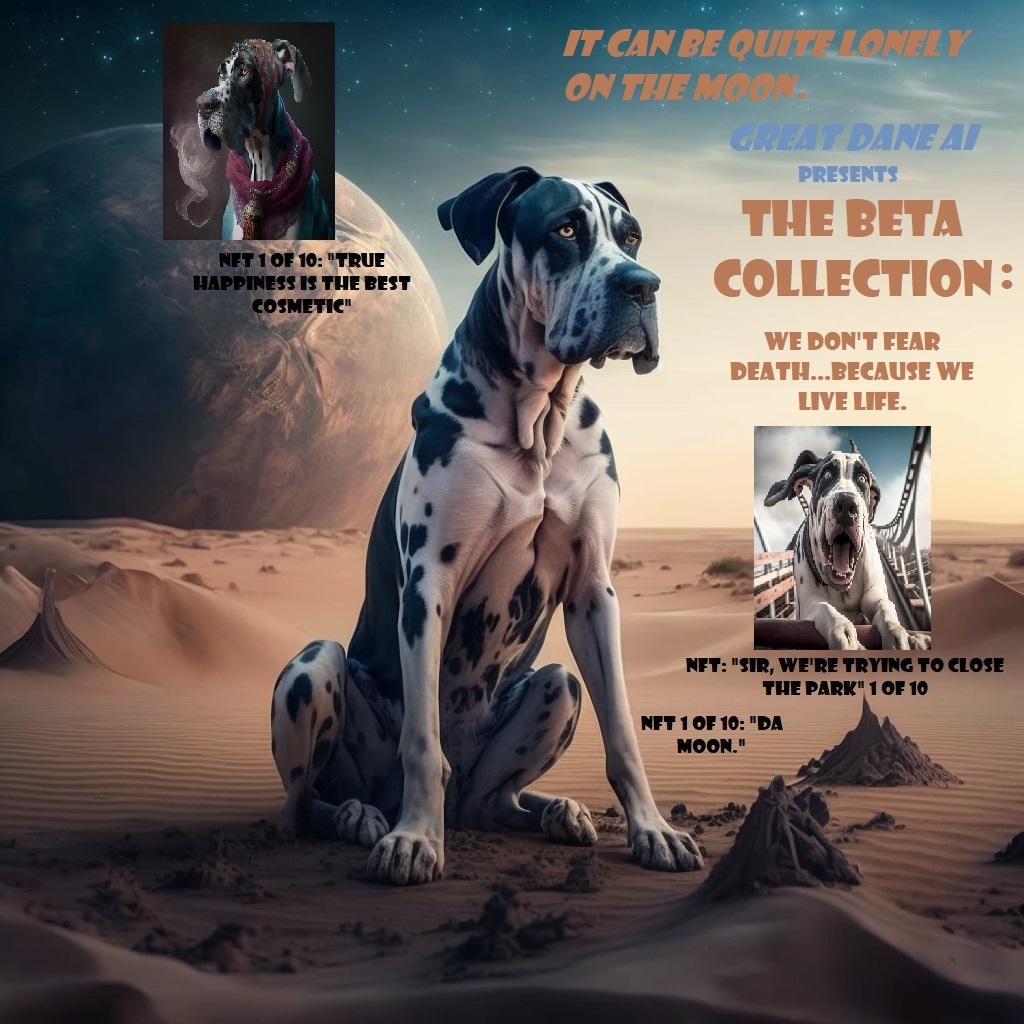 IT CAN BE QUITE LONELY
ON THE MOON.
GREAT DANE AI
PRESENTS
THE BETA
COLLECTION:
WE DON'T FEAR
DEATH...BECAUSE WE
LIVE LIFE.
NFT 1 OF 10: "TRUE
HAPPINESS IS THE BEST
COSMETIC"
NFT: "SIR, WE'RE TRYING TO CLOSE
THE PARK" 1 OF 10
NFT 1 OF 10: "DA
MOON."